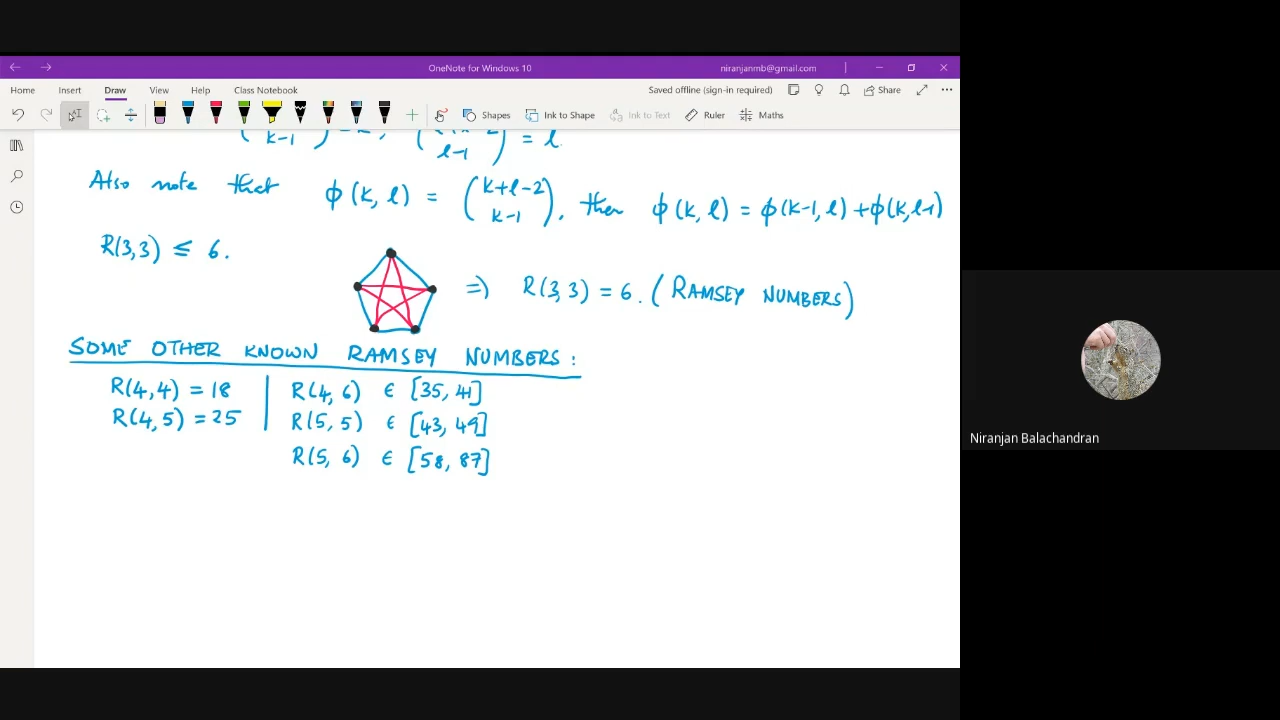 OneNote for Windows 10
niranjanmb@gmail.com
Home Insert Draw View Help Class Notebook
Saved offline (sign-in required) Share
Shapes Ink to Shape Ink to Text Ruler Maths
k-1 l-1 = l.
Also note that φ(k, l) = (k+l-2 k-1), then φ(k, l) = φ(k-1, l) + φ(k, l-1)
R(3,3) ≤ 6.
=> R(3,3) = 6. (RAMSEY NUMBERS)
SOME OTHER KNOWN RAMSEY NUMBERS:
R(4,4) = 18 | R(4,6) ∈ [35, 41]
R(4,5) = 25 | R(5,5) ∈ [43, 49]
R(5,6) ∈ [58, 87]
Niranjan Balachandran